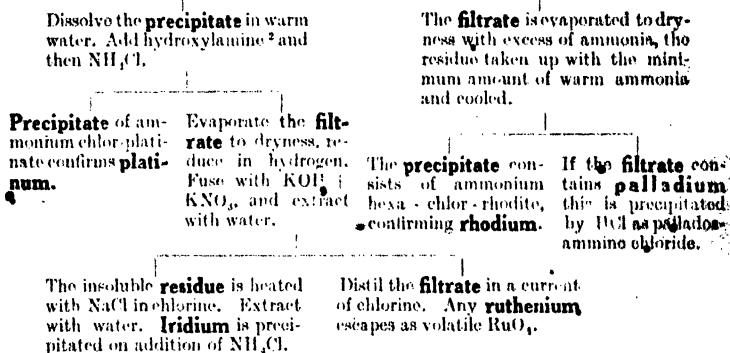 Dissolve the precipitate in warm
water. Add hydroxylamine ² and
then NH₄Cl.
The filtrate is evaporated to dry-
ness with excess of ammonia, the
residue taken up with the mini-
mum amount of warm ammonia
and cooled.
Precipitate of am-
monium chlor-plati-
nate confirms plati-
num.
Evaporate the filt-
rate to dryness, re-
duce in hydrogen.
Fuse with KOH +
KNO₃, and extract
with water.
The precipitate con-
sists of ammonium
hexa-chlor-rhodite,
confirming rhodium.
If the filtrate con-
tains palladium
this is precipitated
by HCl as pallados-
ammino chloride.
The insoluble residue is heated
with NaCl in chlorine. Extract
with water. Iridium is preci-
pitated on addition of NH₄Cl.
Distil the filtrate in a current
of chlorine. Any ruthenium
escapes as volatile RuO₄.